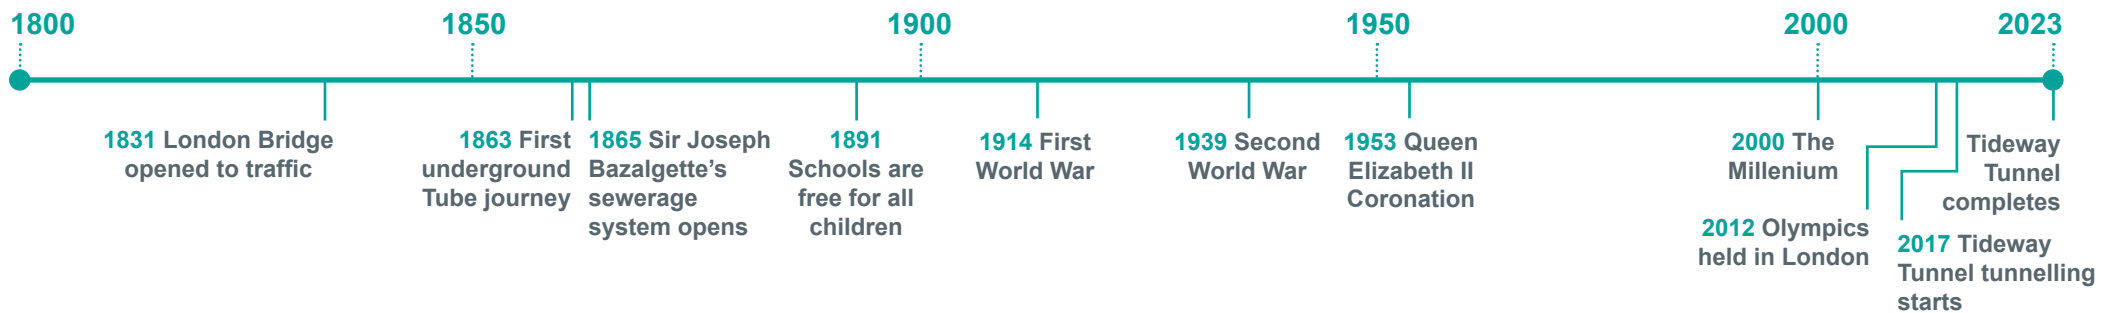 1800
1850
1900
1950
2000
2023
1831 London Bridge
opened to traffic
1863 First
underground
Tube journey
1865 Sir Joseph
Bazalgette’s
sewerage
system opens
1891
Schools are
free for all
children
1914 First
World War
1939 Second
World War
1953 Queen
Elizabeth II
Coronation
2000 The
Millenium
2012 Olympics
held in London
2017 Tideway
Tunnel tunnelling
starts
Tideway
Tunnel
completes